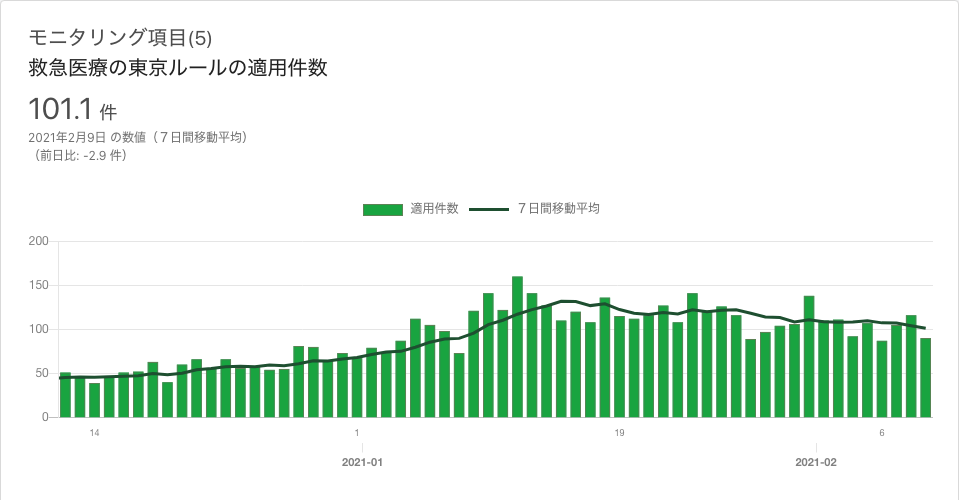 モニタリング項目(5)
救急医療の東京ルールの適用件数
101.1 件
2021年2月9日 の数値（７日間移動平均）
（前日比: -2.9 件）
適用件数 ７日間移動平均
200
150
100
50
0
14 1 19 6
2021-01 2021-02